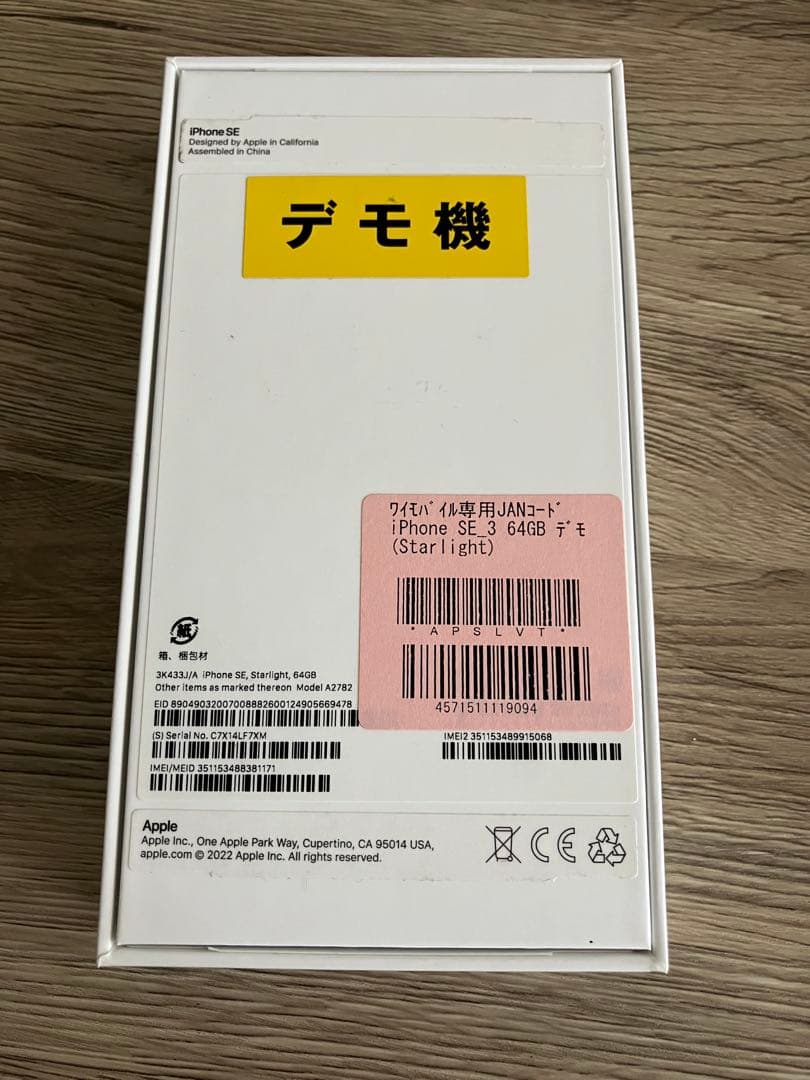 iPhone SE
Designed by Apple in California
Assembled in China
デモ機
ﾜｲﾓﾊﾞｲﾙ専用JANｺｰﾄﾞ
iPhone SE_3 64GB ﾃﾞﾓ
(Starlight)
*APSLVT*
4571511119094
紙
箱、梱包材
3K433J/A iPhone SE, Starlight, 64GB
Other items as marked thereon Model A2782
EID 89049032007008882600124905669478
(S) Serial No. C7X14LF7XM
IMEI2 351153489915068
IMEI/MEID 351153488381171
Apple
Apple Inc., One Apple Park Way, Cupertino, CA 95014 USA,
apple.com © 2022 Apple Inc. All rights reserved.
CE